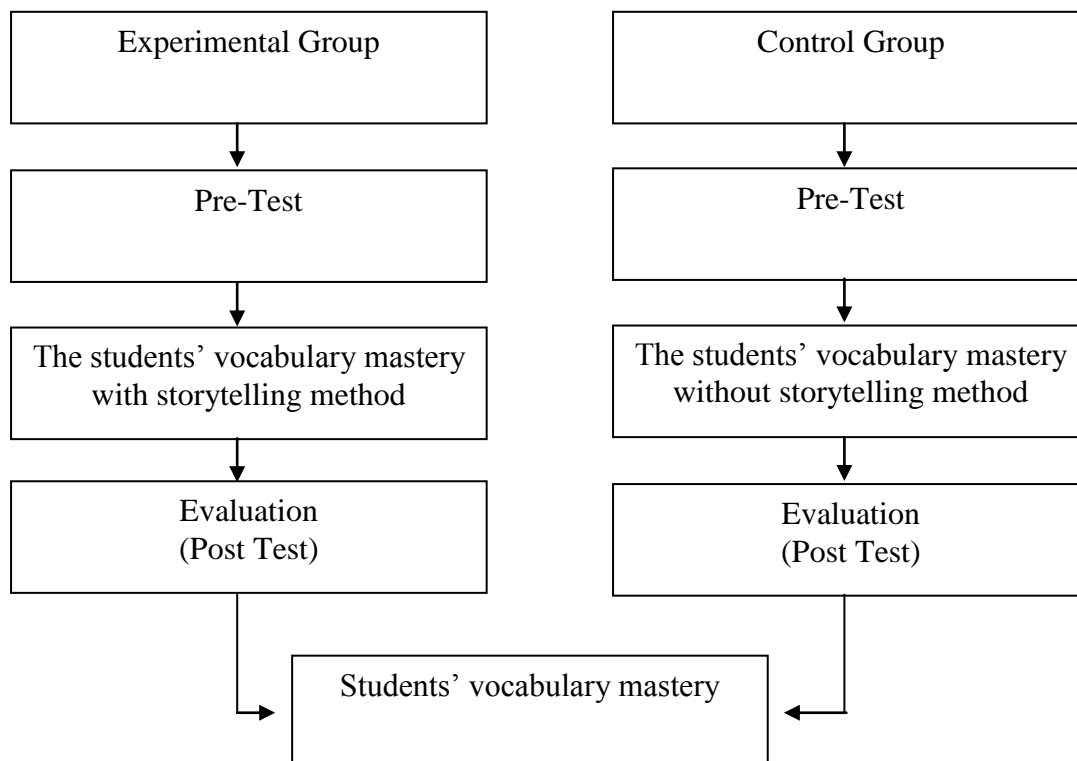 Experimental Group
Control Group
Pre-Test
Pre-Test
The students’ vocabulary mastery
with storytelling method
The students’ vocabulary mastery
without storytelling method
Evaluation
(Post Test)
Evaluation
(Post Test)
Students’ vocabulary mastery